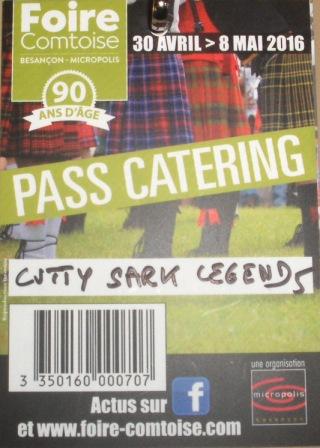 Foire
Comtoise
BESANÇON - MICROPOLIS
30 AVRIL > 8 MAI 2016
90
ANS D'ÂGE
PASS CATERING
CUTTY SARK LEGENDS
3 350160 000707
une organisation
micropolis
besançon
Actus sur f
et www.foire-comtoise.com